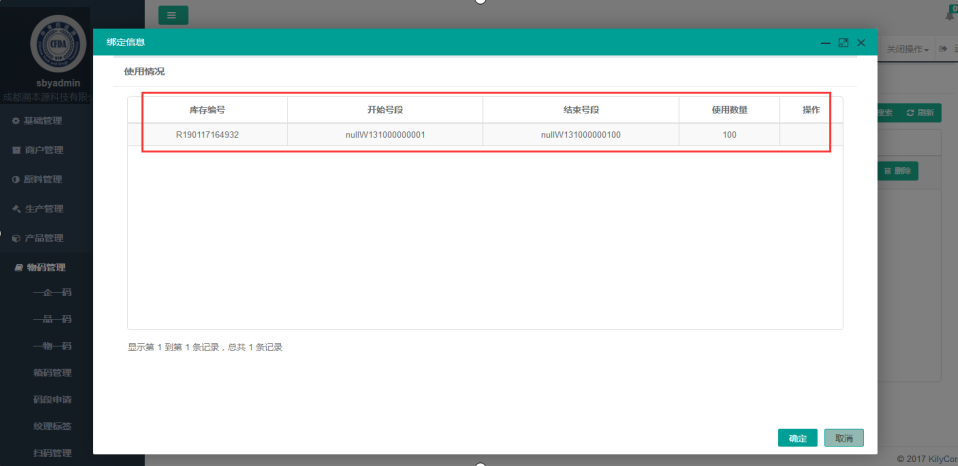 绑定信息
CFDA
sbyadmin
成都溯本源科技有限
关闭操作
使用情况
库存编号 开始号段 结束号段 使用数量 操作
R190117164932 nullW131000000001 nullW131000000100 100
搜索 刷新
删除
基础管理
商户管理
原料管理
生产管理
产品管理
物码管理
一企一码
一品一码
一物一码
箱码管理
码段申请
纹理标签
扫码管理
显示第 1 到第 1 条记录，总共 1 条记录
确定 取消
© 2017 KilyCor